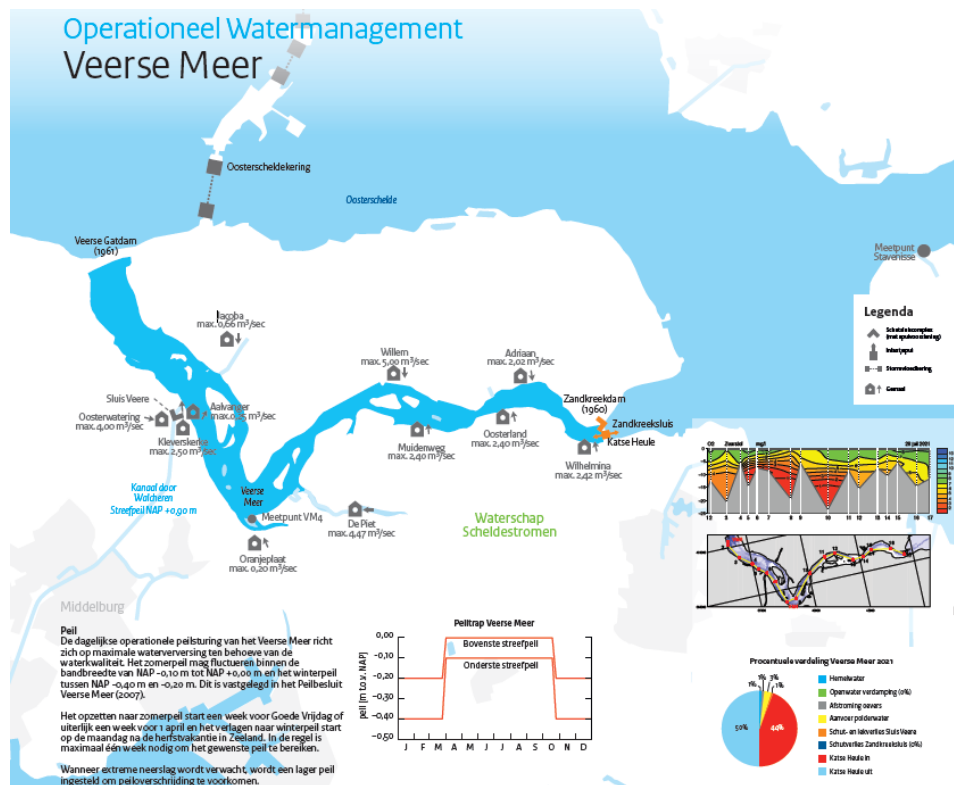 Operationeel Watermanagement
Veerse Meer
Oosterscheldekering
Oosterschelde
Veerse Gatdam
(1961)
Meetpunt
Stavenisse
Legenda
Stormvloedkering
Gemaal
Jacoba
max. 0,66 m³/sec
Willem
max. 5,00 m³/sec
Adriaan
max. 2,02 m³/sec
Zandkreekdam
(1960)
Zandkreeksluis
Katse Heule
Sluis Veere
Aalvanger
Oosterwatering
max. 4,00 m³/sec
Kleverskerke
max. 2,50 m³/sec
Muidenweg
max. 2,40 m³/sec
Oosterland
max. 2,40 m³/sec
Wilhelmina
max. 2,42 m³/sec
Kanaal door
Walcheren
Streefpeil NAP +0,90 m
Veerse
Meer
Meetpunt VM4
De Piet
max. 4,47 m³/sec
Oranjeplaat
max. 0,20 m³/sec
Waterschap
Scheldestromen
Middelburg
Peil
De dagelijkse operationele peilsturing van het Veerse Meer richt
zich op maximale waterverversing ten behoeve van de
waterkwaliteit. Het zomerpeil mag fluctueren binnen de
bandbreedte van NAP -0,10 m tot NAP +0,00 m en het winterpeil
tussen NAP -0,40 m en -0,20 m. Dit is vastgelegd in het Peilbesluit
Veerse Meer (2007).
Het opzetten naar zomerpeil start een week voor Goede Vrijdag of
uiterlijk een week voor 1 april en het verlagen naar winterpeil start
op de maandag na de herfstvakantie in Zeeland. In de regel is
maximaal één week nodig om het gewenste peil te bereiken.
Wanneer extreme neerslag wordt verwacht, wordt een lager peil
ingesteld om peiloverschrijding te voorkomen.
Peiltrap Veerse Meer
peil [m t.o.v. NAP]
0,00
−0,10
−0,20
−0,30
−0,40
−0,50
Bovenste streefpeil
Onderste streefpeil
J F M A M J J A S O N D
Procentuele verdeling Veerse Meer 2021
1% 1% 3% 1%
50%
44%
Hemelwater
Openwater verdamping (0%)
Afstroming oevers
Aanvoer polderwater
Schut- en lekverlies Sluis Veere
Schutverlies Zandkreeksluis (0%)
Katse Heule in
Katse Heule uit